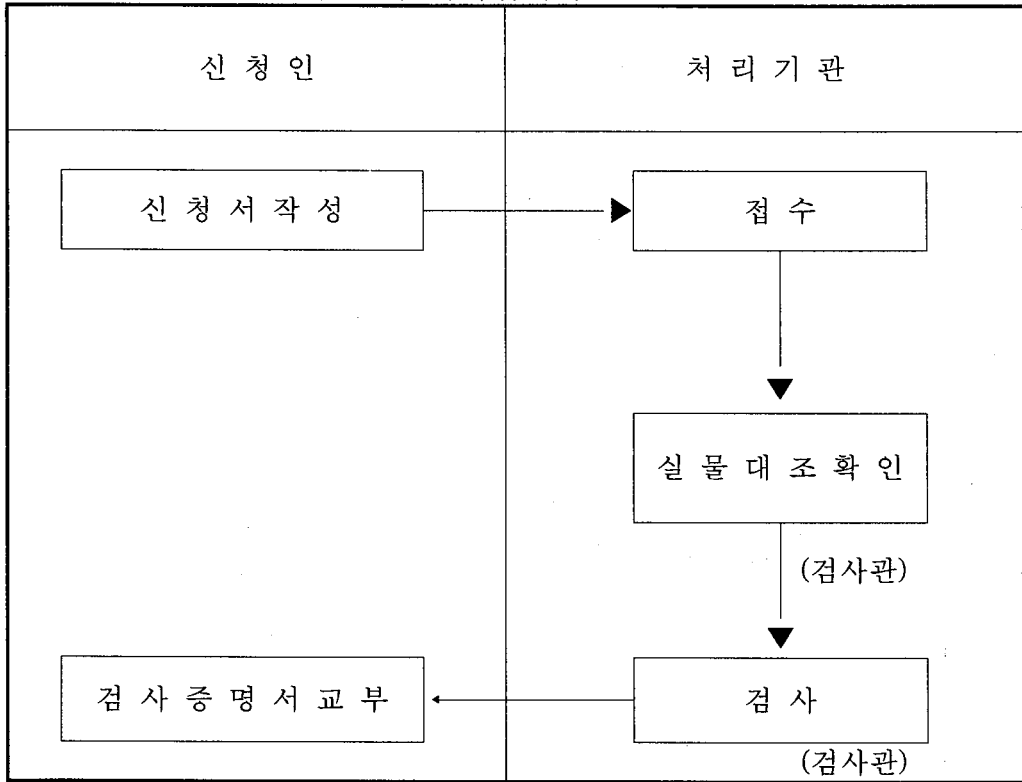 신 청 인
처 리 기 관
신 청 서 작 성
접 수
실 물 대 조 확 인
(검사관)
검 사 증 명 서 교 부
검 사
(검사관)